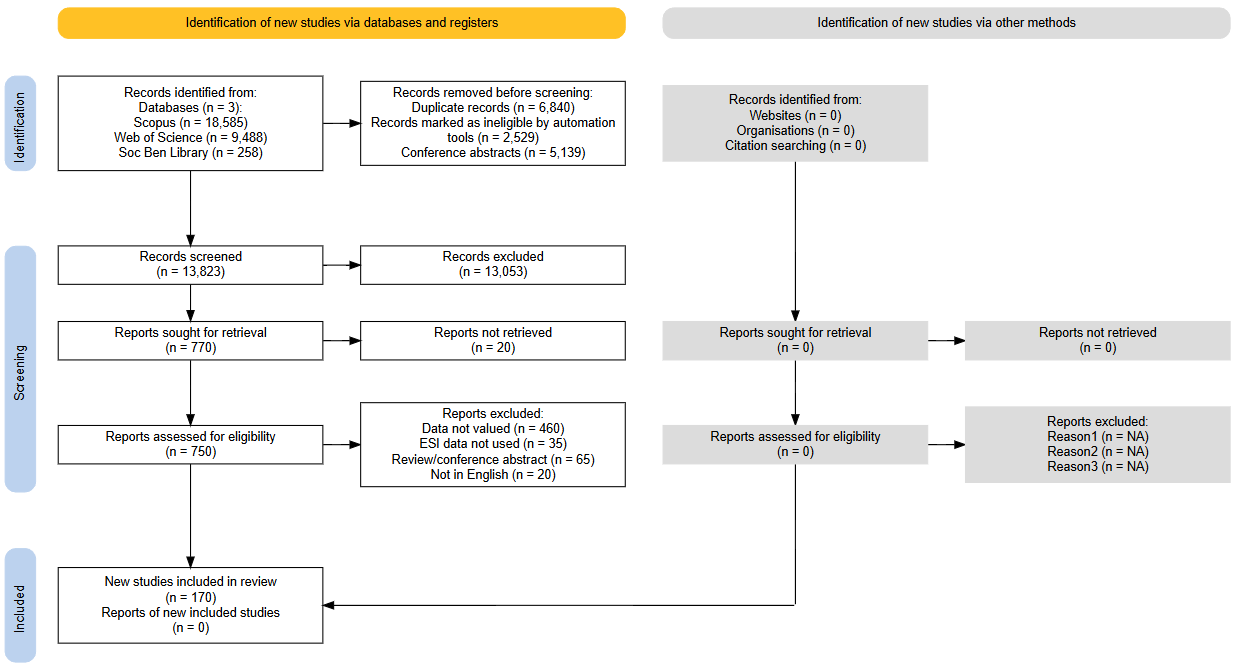 Identification of new studies via databases and registers
Identification of new studies via other methods
Identification
Records identified from:
Databases (n = 3):
Scopus (n = 18,585)
Web of Science (n = 9,488)
Soc Ben Library (n = 258)
Records removed before screening:
Duplicate records (n = 6,840)
Records marked as ineligible by automation
tools (n = 2,529)
Conference abstracts (n = 5,139)
Records identified from:
Websites (n = 0)
Organisations (n = 0)
Citation searching (n = 0)
Screening
Records screened
(n = 13,823)
Records excluded
(n = 13,053)
Reports sought for retrieval
(n = 770)
Reports not retrieved
(n = 20)
Reports sought for retrieval
(n = 0)
Reports not retrieved
(n = 0)
Reports assessed for eligibility
(n = 750)
Reports excluded:
Data not valued (n = 460)
ESI data not used (n = 35)
Review/conference abstract (n = 65)
Not in English (n = 20)
Reports assessed for eligibility
(n = 0)
Reports excluded:
Reason1 (n = NA)
Reason2 (n = NA)
Reason3 (n = NA)
Included
New studies included in review
(n = 170)
Reports of new included studies
(n = 0)